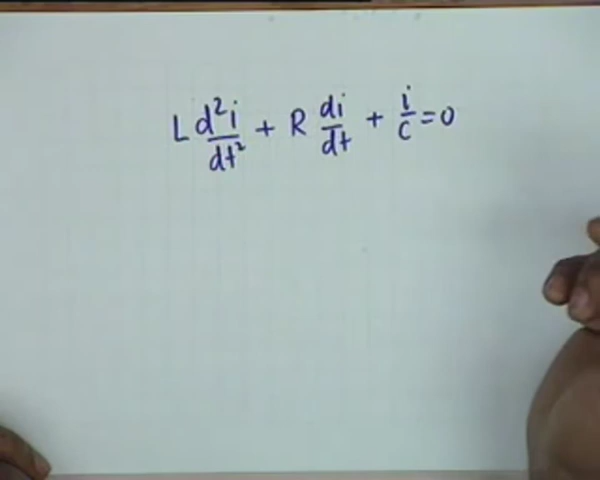 L d²i/dt² + R di/dt + i/C = 0